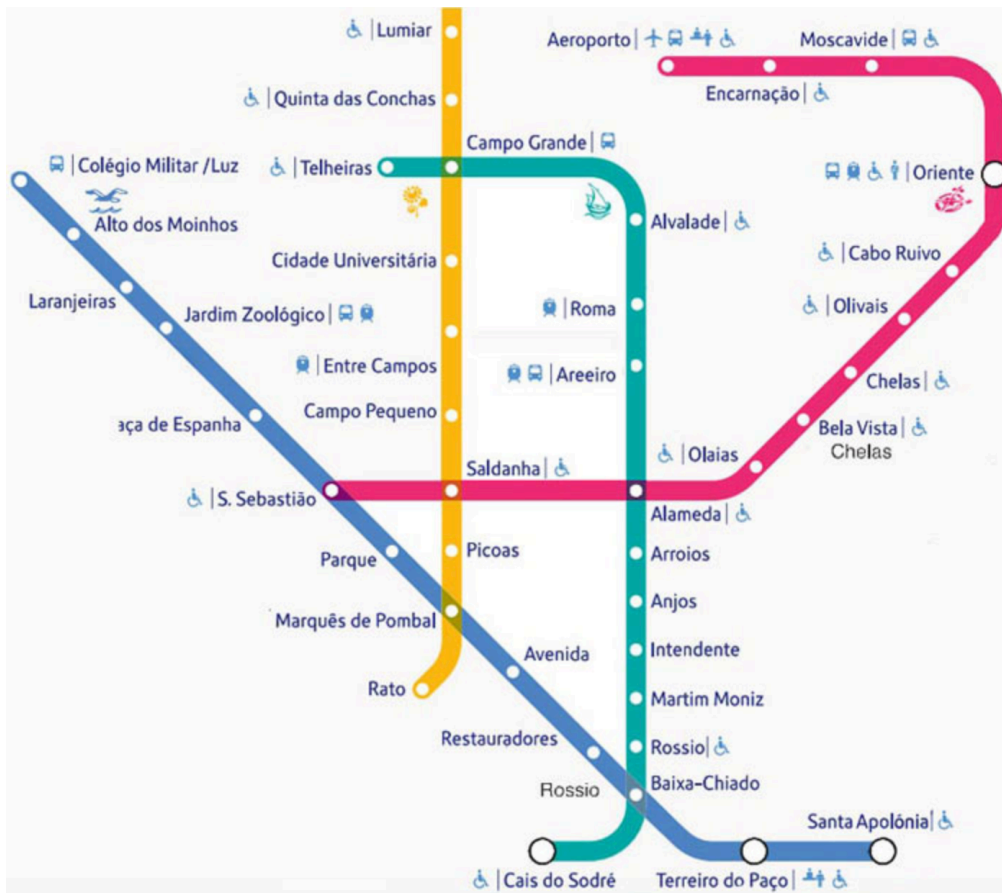 Lumiar
Aeroporto
Moscavide
Quinta das Conchas
Encarnação
Campo Grande
Colégio Militar /Luz
Telheiras
Oriente
Alto dos Moinhos
Alvalade
Cidade Universitária
Cabo Ruivo
Laranjeiras
Jardim Zoológico
Roma
Olivais
Entre Campos
Areeiro
Chelas
Campo Pequeno
aça de Espanha
Bela Vista
Chelas
Saldanha
Olaias
S. Sebastião
Alameda
Parque
Picoas
Arroios
Anjos
Marquês de Pombal
Avenida
Intendente
Rato
Martim Moniz
Restauradores
Rossio
Baixa-Chiado
Rossio
Santa Apolónia
Cais do Sodré
Terreiro do Paço